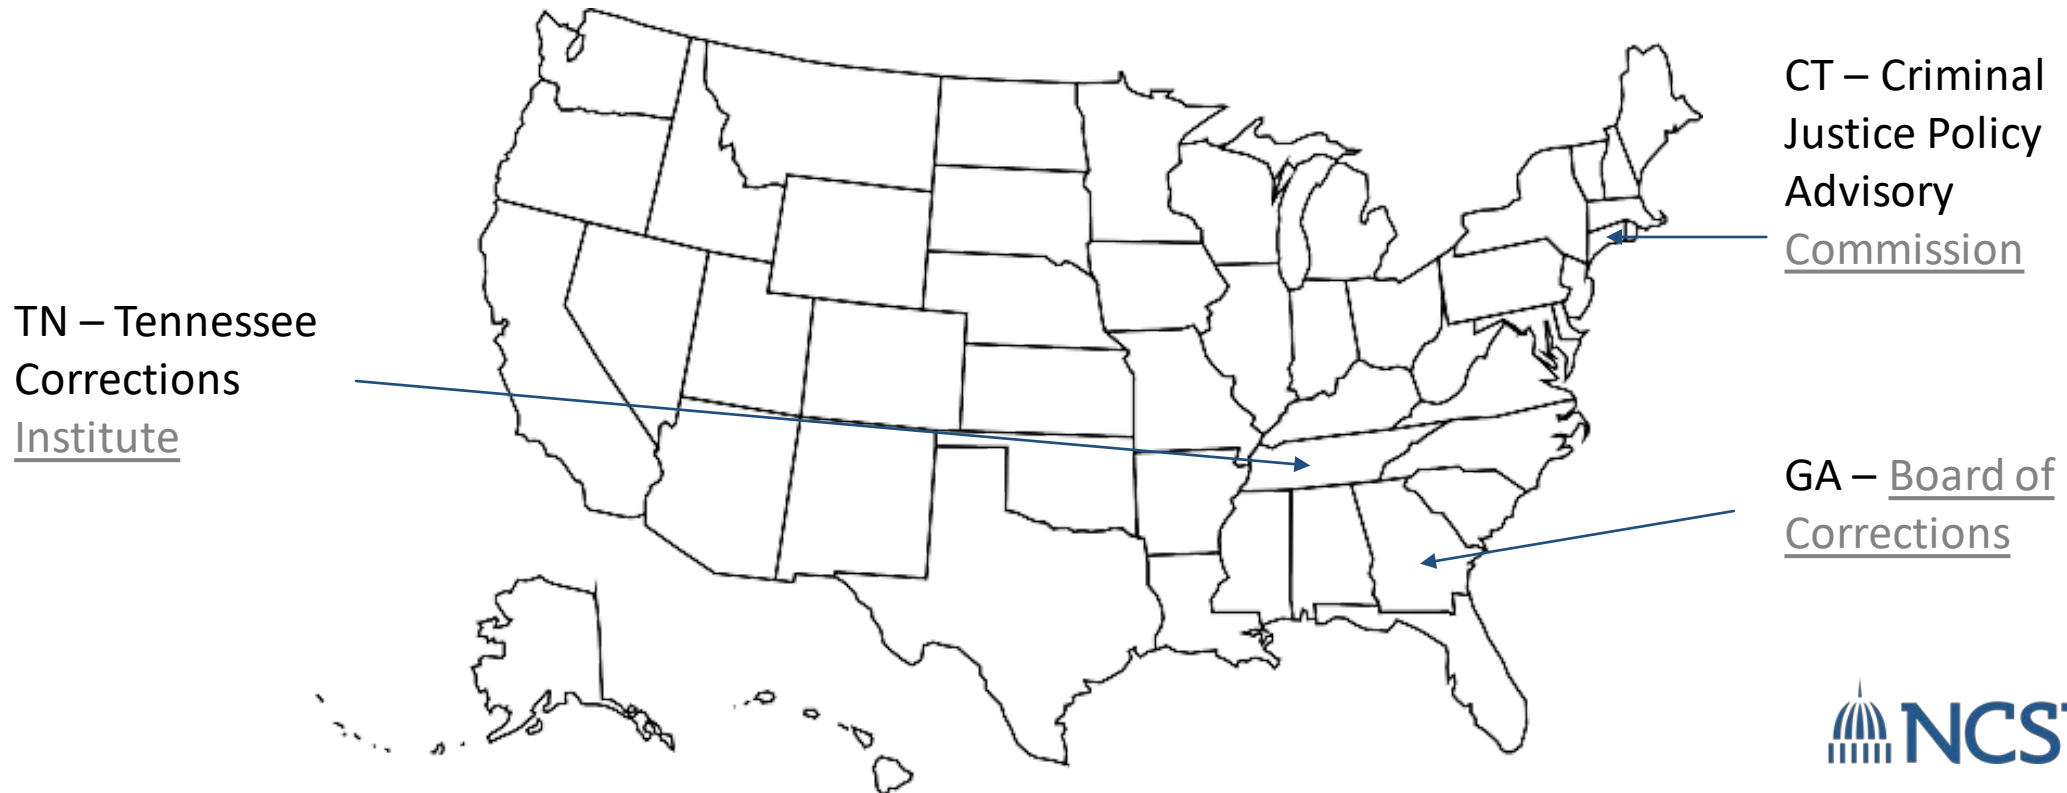 CT – Criminal
Justice Policy
Advisory
Commission
TN – Tennessee
Corrections
Institute
GA – Board of
Corrections
NCS